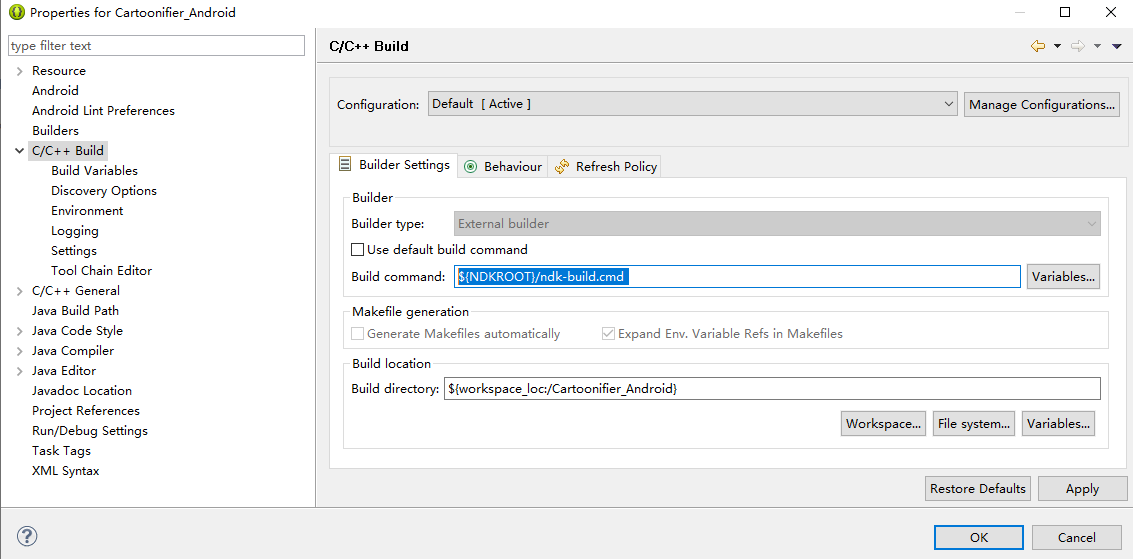 Properties for Cartoonifier_Android
type filter text
Resource
Android
Android Lint Preferences
Builders
C/C++ Build
Build Variables
Discovery Options
Environment
Logging
Settings
Tool Chain Editor
C/C++ General
Java Build Path
Java Code Style
Java Compiler
Java Editor
Javadoc Location
Project References
Run/Debug Settings
Task Tags
XML Syntax
C/C++ Build
Configuration: Default [ Active ] Manage Configurations...
Builder Settings Behaviour Refresh Policy
Builder
Builder type: External builder
Use default build command
Build command: ${NDKROOT}/ndk-build.cmd Variables...
Makefile generation
Generate Makefiles automatically Expand Env. Variable Refs in Makefiles
Build location
Build directory: ${workspace_loc:/Cartoonifier_Android}
Workspace... File system... Variables...
Restore Defaults Apply
? OK Cancel